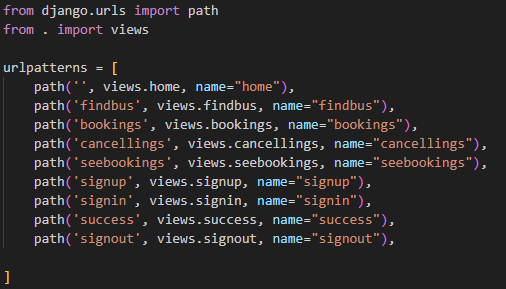 from django.urls import path
from . import views

urlpatterns = [
    path('', views.home, name="home"),
    path('findbus', views.findbus, name="findbus"),
    path('bookings', views.bookings, name="bookings"),
    path('cancellings', views.cancellings, name="cancellings"),
    path('seebookings', views.seebookings, name="seebookings"),
    path('signup', views.signup, name="signup"),
    path('signin', views.signin, name="signin"),
    path('success', views.success, name="success"),
    path('signout', views.signout, name="signout"),

]